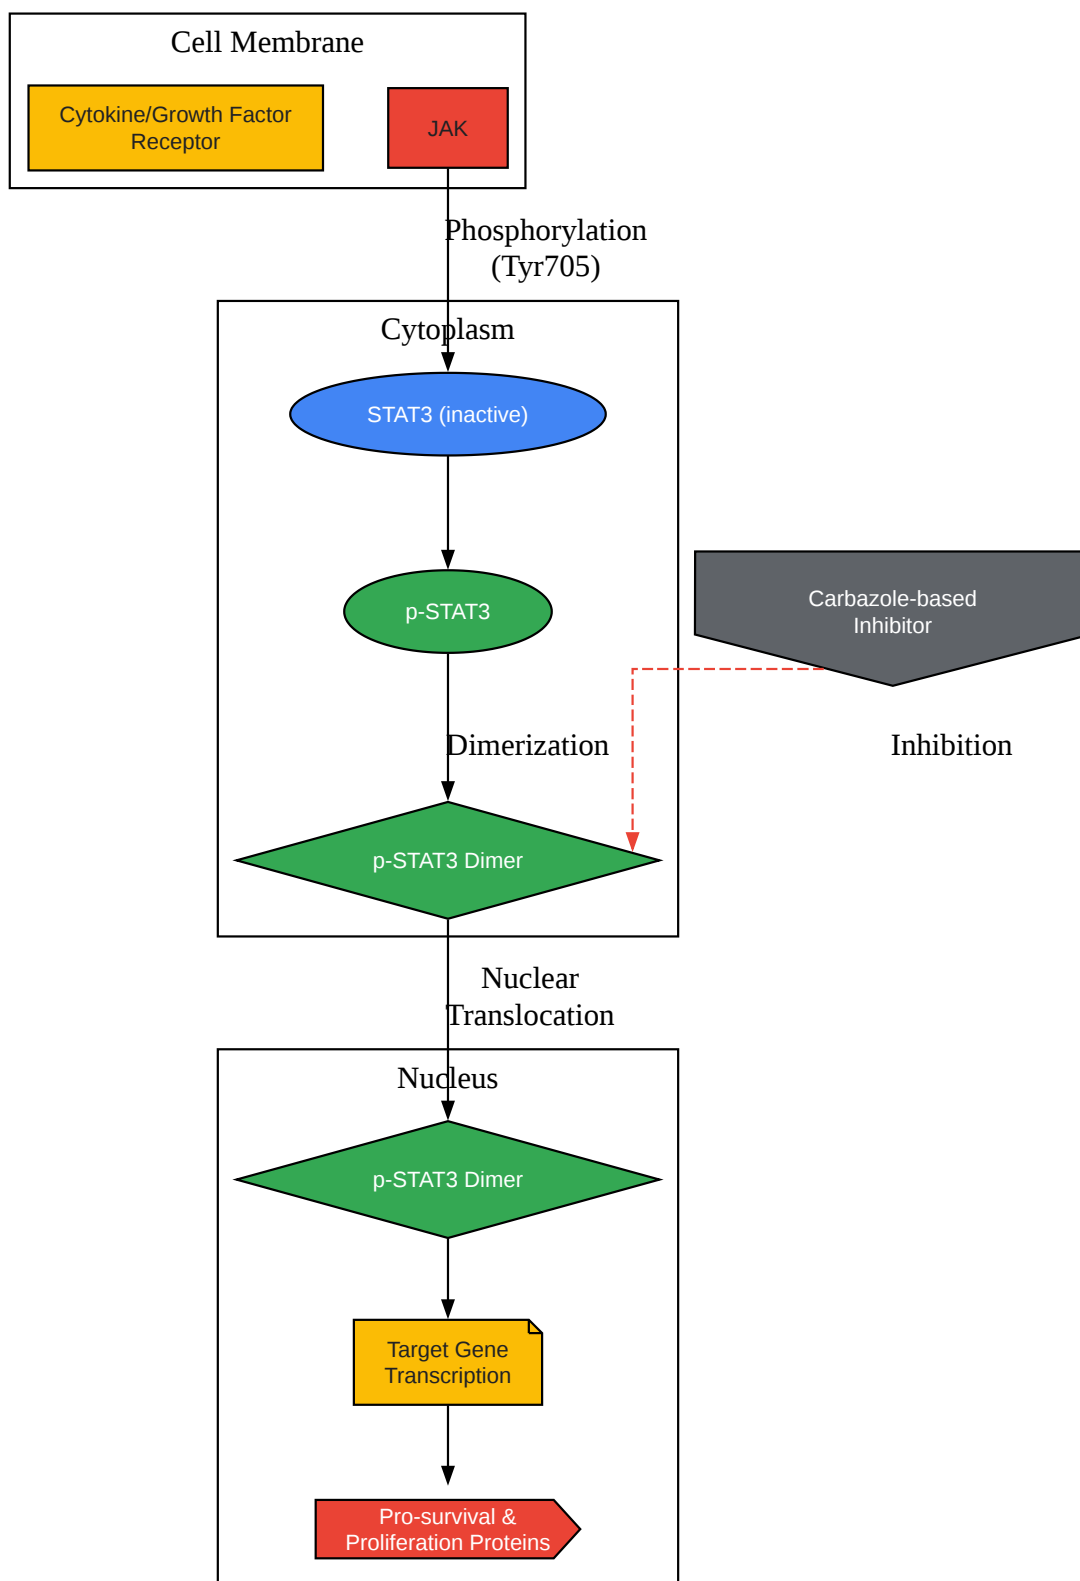 Cell Membrane
Cytokine/Growth Factor
Receptor
JAK
Phosphorylation
(Tyr705)
Cytoplasm
STAT3 (inactive)
p-STAT3
Carbazole-based
Inhibitor
Dimerization
Inhibition
p-STAT3 Dimer
Nuclear
Translocation
Nucleus
p-STAT3 Dimer
Target Gene
Transcription
Pro-survival &
Proliferation Proteins